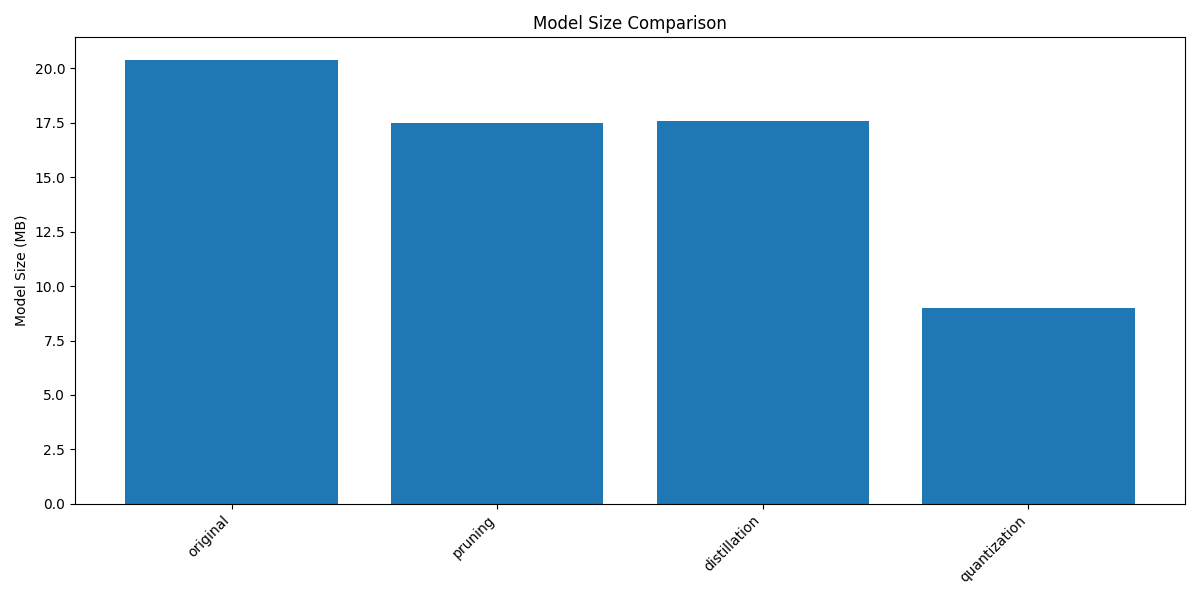 Model Size Comparison
Model Size (MB)
20.0
17.5
15.0
12.5
10.0
7.5
5.0
2.5
0.0
original
pruning
distillation
quantization